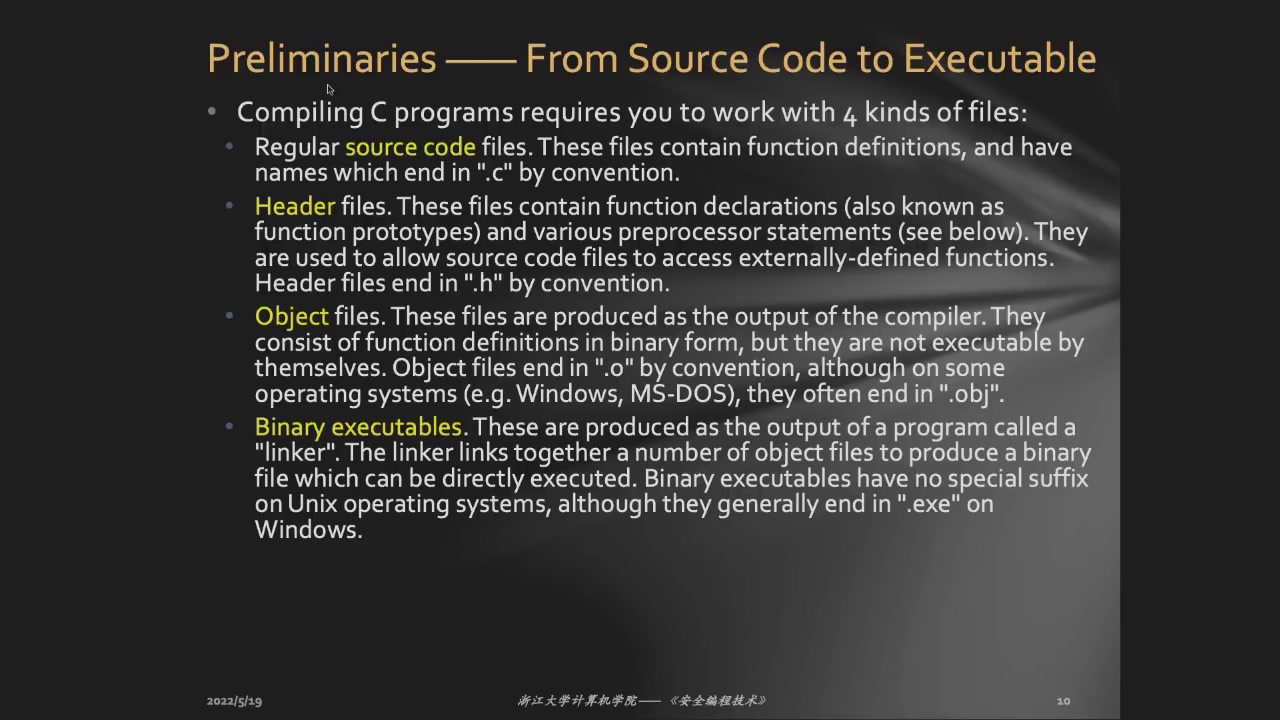 Preliminaries —— From Source Code to Executable
• Compiling C programs requires you to work with 4 kinds of files:
• Regular source code files. These files contain function definitions, and have
names which end in ".c" by convention.
• Header files. These files contain function declarations (also known as
function prototypes) and various preprocessor statements (see below). They
are used to allow source code files to access externally-defined functions.
Header files end in ".h" by convention.
• Object files. These files are produced as the output of the compiler. They
consist of function definitions in binary form, but they are not executable by
themselves. Object files end in ".o" by convention, although on some
operating systems (e.g. Windows, MS-DOS), they often end in ".obj".
• Binary executables. These are produced as the output of a program called a
"linker". The linker links together a number of object files to produce a binary
file which can be directly executed. Binary executables have no special suffix
on Unix operating systems, although they generally end in ".exe" on
Windows.
2022/5/19 浙江大学计算机学院——《安全编程技术》 10